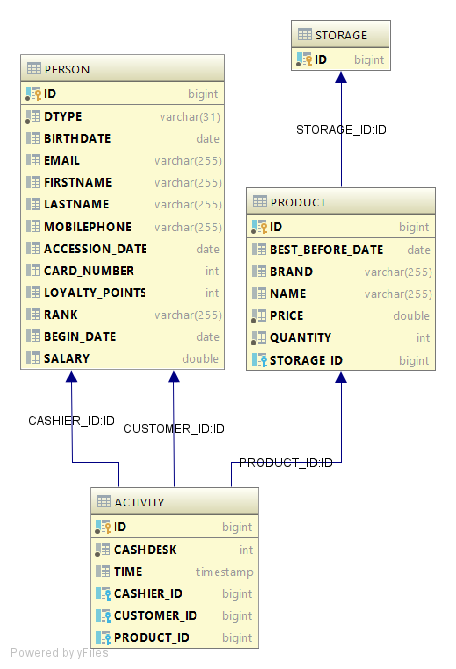 STORAGE
ID bigint
PERSON
ID bigint
DTYPE varchar(31)
BIRTHDATE date
EMAIL varchar(255)
FIRSTNAME varchar(255)
LASTNAME varchar(255)
MOBILEPHONE varchar(255)
ACCESSION_DATE date
CARD_NUMBER int
LOYALTY_POINTS int
RANK varchar(255)
BEGIN_DATE date
SALARY double
STORAGE_ID:ID
PRODUCT
ID bigint
BEST_BEFORE_DATE date
BRAND varchar(255)
NAME varchar(255)
PRICE double
QUANTITY int
STORAGE_ID bigint
CASHIER_ID:ID
CUSTOMER_ID:ID
PRODUCT_ID:ID
ACTIVITY
ID bigint
CASHDESK int
TIME timestamp
CASHIER_ID bigint
CUSTOMER_ID bigint
PRODUCT_ID bigint
Powered by yFiles